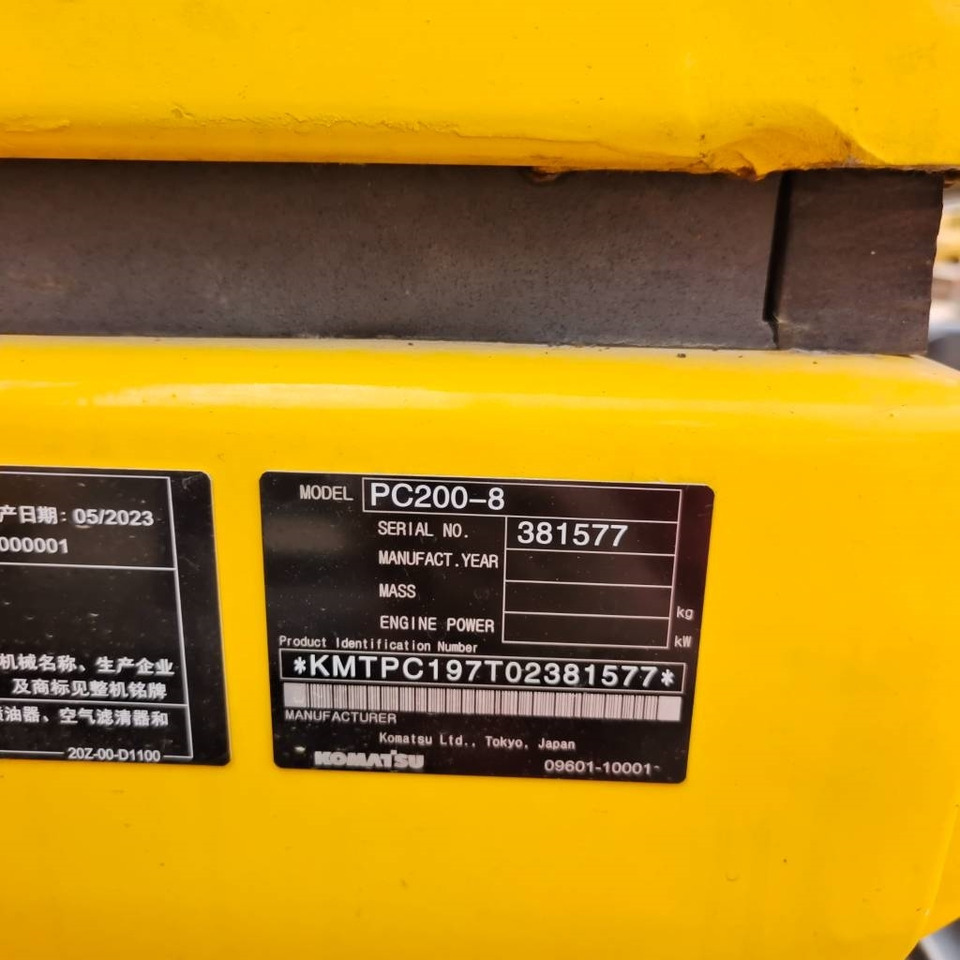 产日期: 05/2023
000001
机械名称、生产企业
及商标见整机铭牌
油器、空气滤清器和
20Z-00-D1100
MODEL PC200-8
SERIAL NO. 381577
MANUFACT.YEAR
MASS kg
ENGINE POWER kW
Product Identification Number
*KMTPC197T02381577*
MANUFACTURER
Komatsu Ltd., Tokyo, Japan
KOMATSU 09601-10001